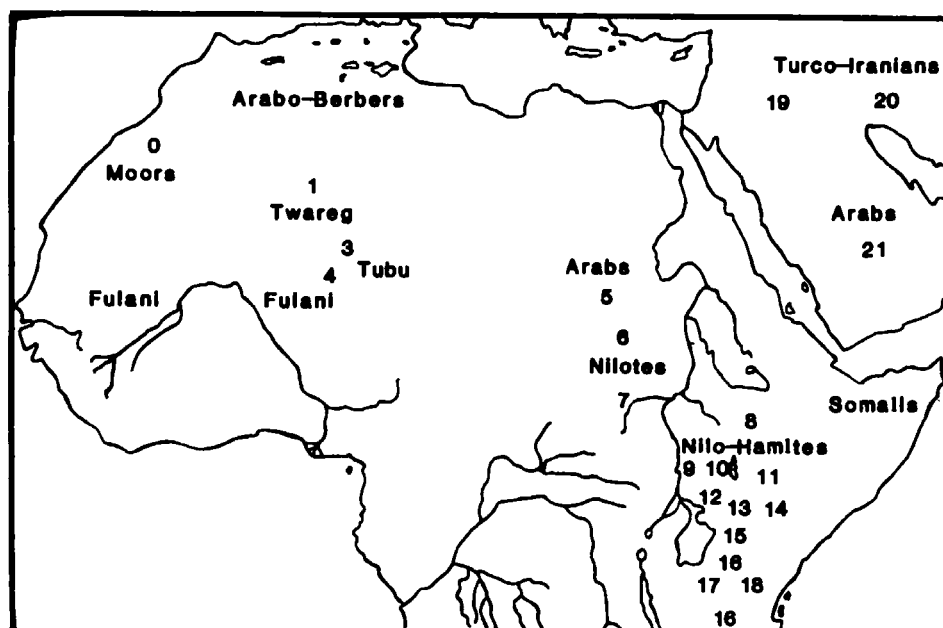 Turco-Iranians
19 20
Arabo-Berbers
0
Moors
1
Twareg
Arabs
21
3
4 Tubu
Arabs
Fulani Fulani
5
6
Nilotes
7
Somalis
8
Nilo-Hamites
9 10 11
12 13 14
15
16
17 18
16